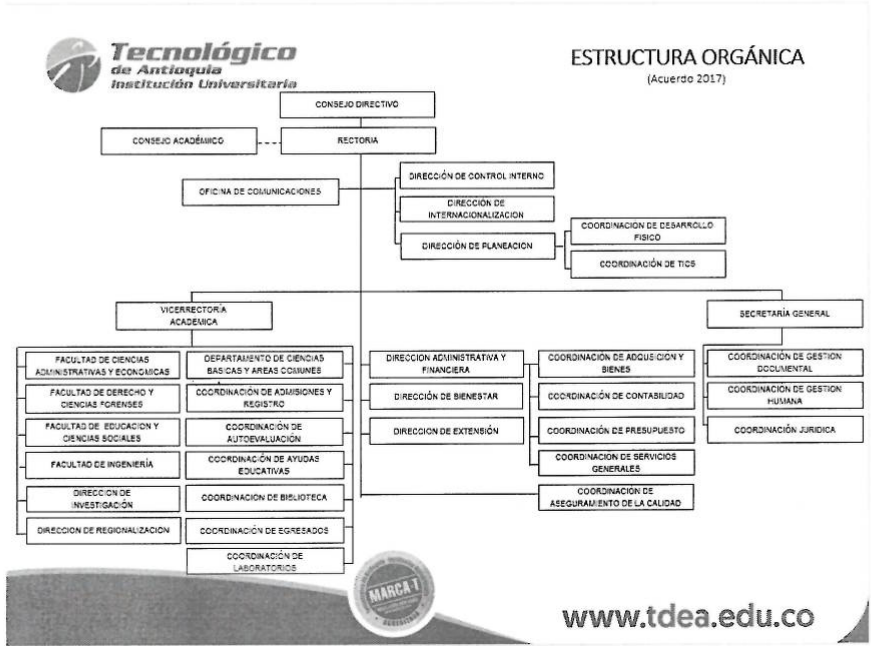 Tecnológico
de Antioquia
Institución Universitaria
ESTRUCTURA ORGÁNICA
(Acuerdo 2017)
CONSEJO DIRECTIVO
CONSEJO ACADÉMICO
RECTORIA
OFICINA DE COMUNICACIONES
DIRECCIÓN DE CONTROL INTERNO
DIRECCIÓN DE
INTERNACIONALIZACION
DIRECCIÓN DE PLANEACION
COORDINACIÓN DE DESARROLLO
FISICO
COORDINACIÓN DE TICS
VICERRECTORÍA
ACADEMICA
SECRETARÍA GENERAL
FACULTAD DE CIENCIAS
ADMINISTRATIVAS Y ECONOMICAS
FACULTAD DE DERECHO Y
CIENCIAS FORENSES
FACULTAD DE EDUCACION Y
CIENCIAS SOCIALES
FACULTAD DE INGENIERÍA
DIRECCION DE
INVESTIGACIÓN
DIRECCION DE REGIONALIZACION
DEPARTAMENTO DE CIENCIAS
BASICAS Y AREAS COMUNES
COORDINACIÓN DE ADMISIONES Y
REGISTRO
COORDINACIÓN DE
AUTOEVALUACIÓN
COORDINACIÓN DE AYUDAS
EDUCATIVAS
COORDINACIÓN DE BIBLIOTECA
COORDINACIÓN DE EGRESADOS
COORDINACIÓN DE
LABORATORIOS
DIRECCION ADMINISTRATIVA Y
FINANCIERA
DIRECCIÓN DE BIENESTAR
DIRECCION DE EXTENSIÓN
COORDINACIÓN DE ADQUSICION Y
BIENES
COORDINACIÓN DE CONTABILIDAD
COORDINACIÓN DE PRESUPUESTO
COORDINACION DE SERVICIOS
GENERALES
COORDINACIÓN DE
ASEGURAMIENTO DE LA CALIDAD
COORDINACIÓN DE GESTION
DOCUMENTAL
COORDINACIÓN DE GESTION
HUMANA
COORDINACIÓN JURIDICA
MARCA-T
www.tdea.edu.co